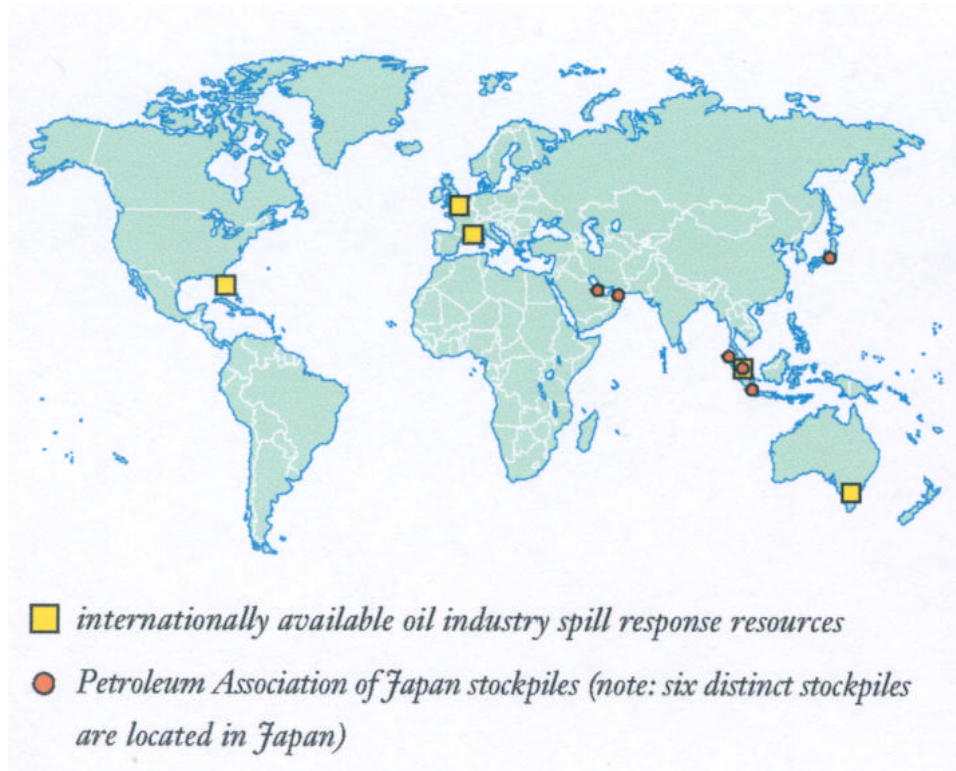 internationally available oil industry spill response resources
Petroleum Association of Japan stockpiles (note: six distinct stockpiles
are located in Japan)